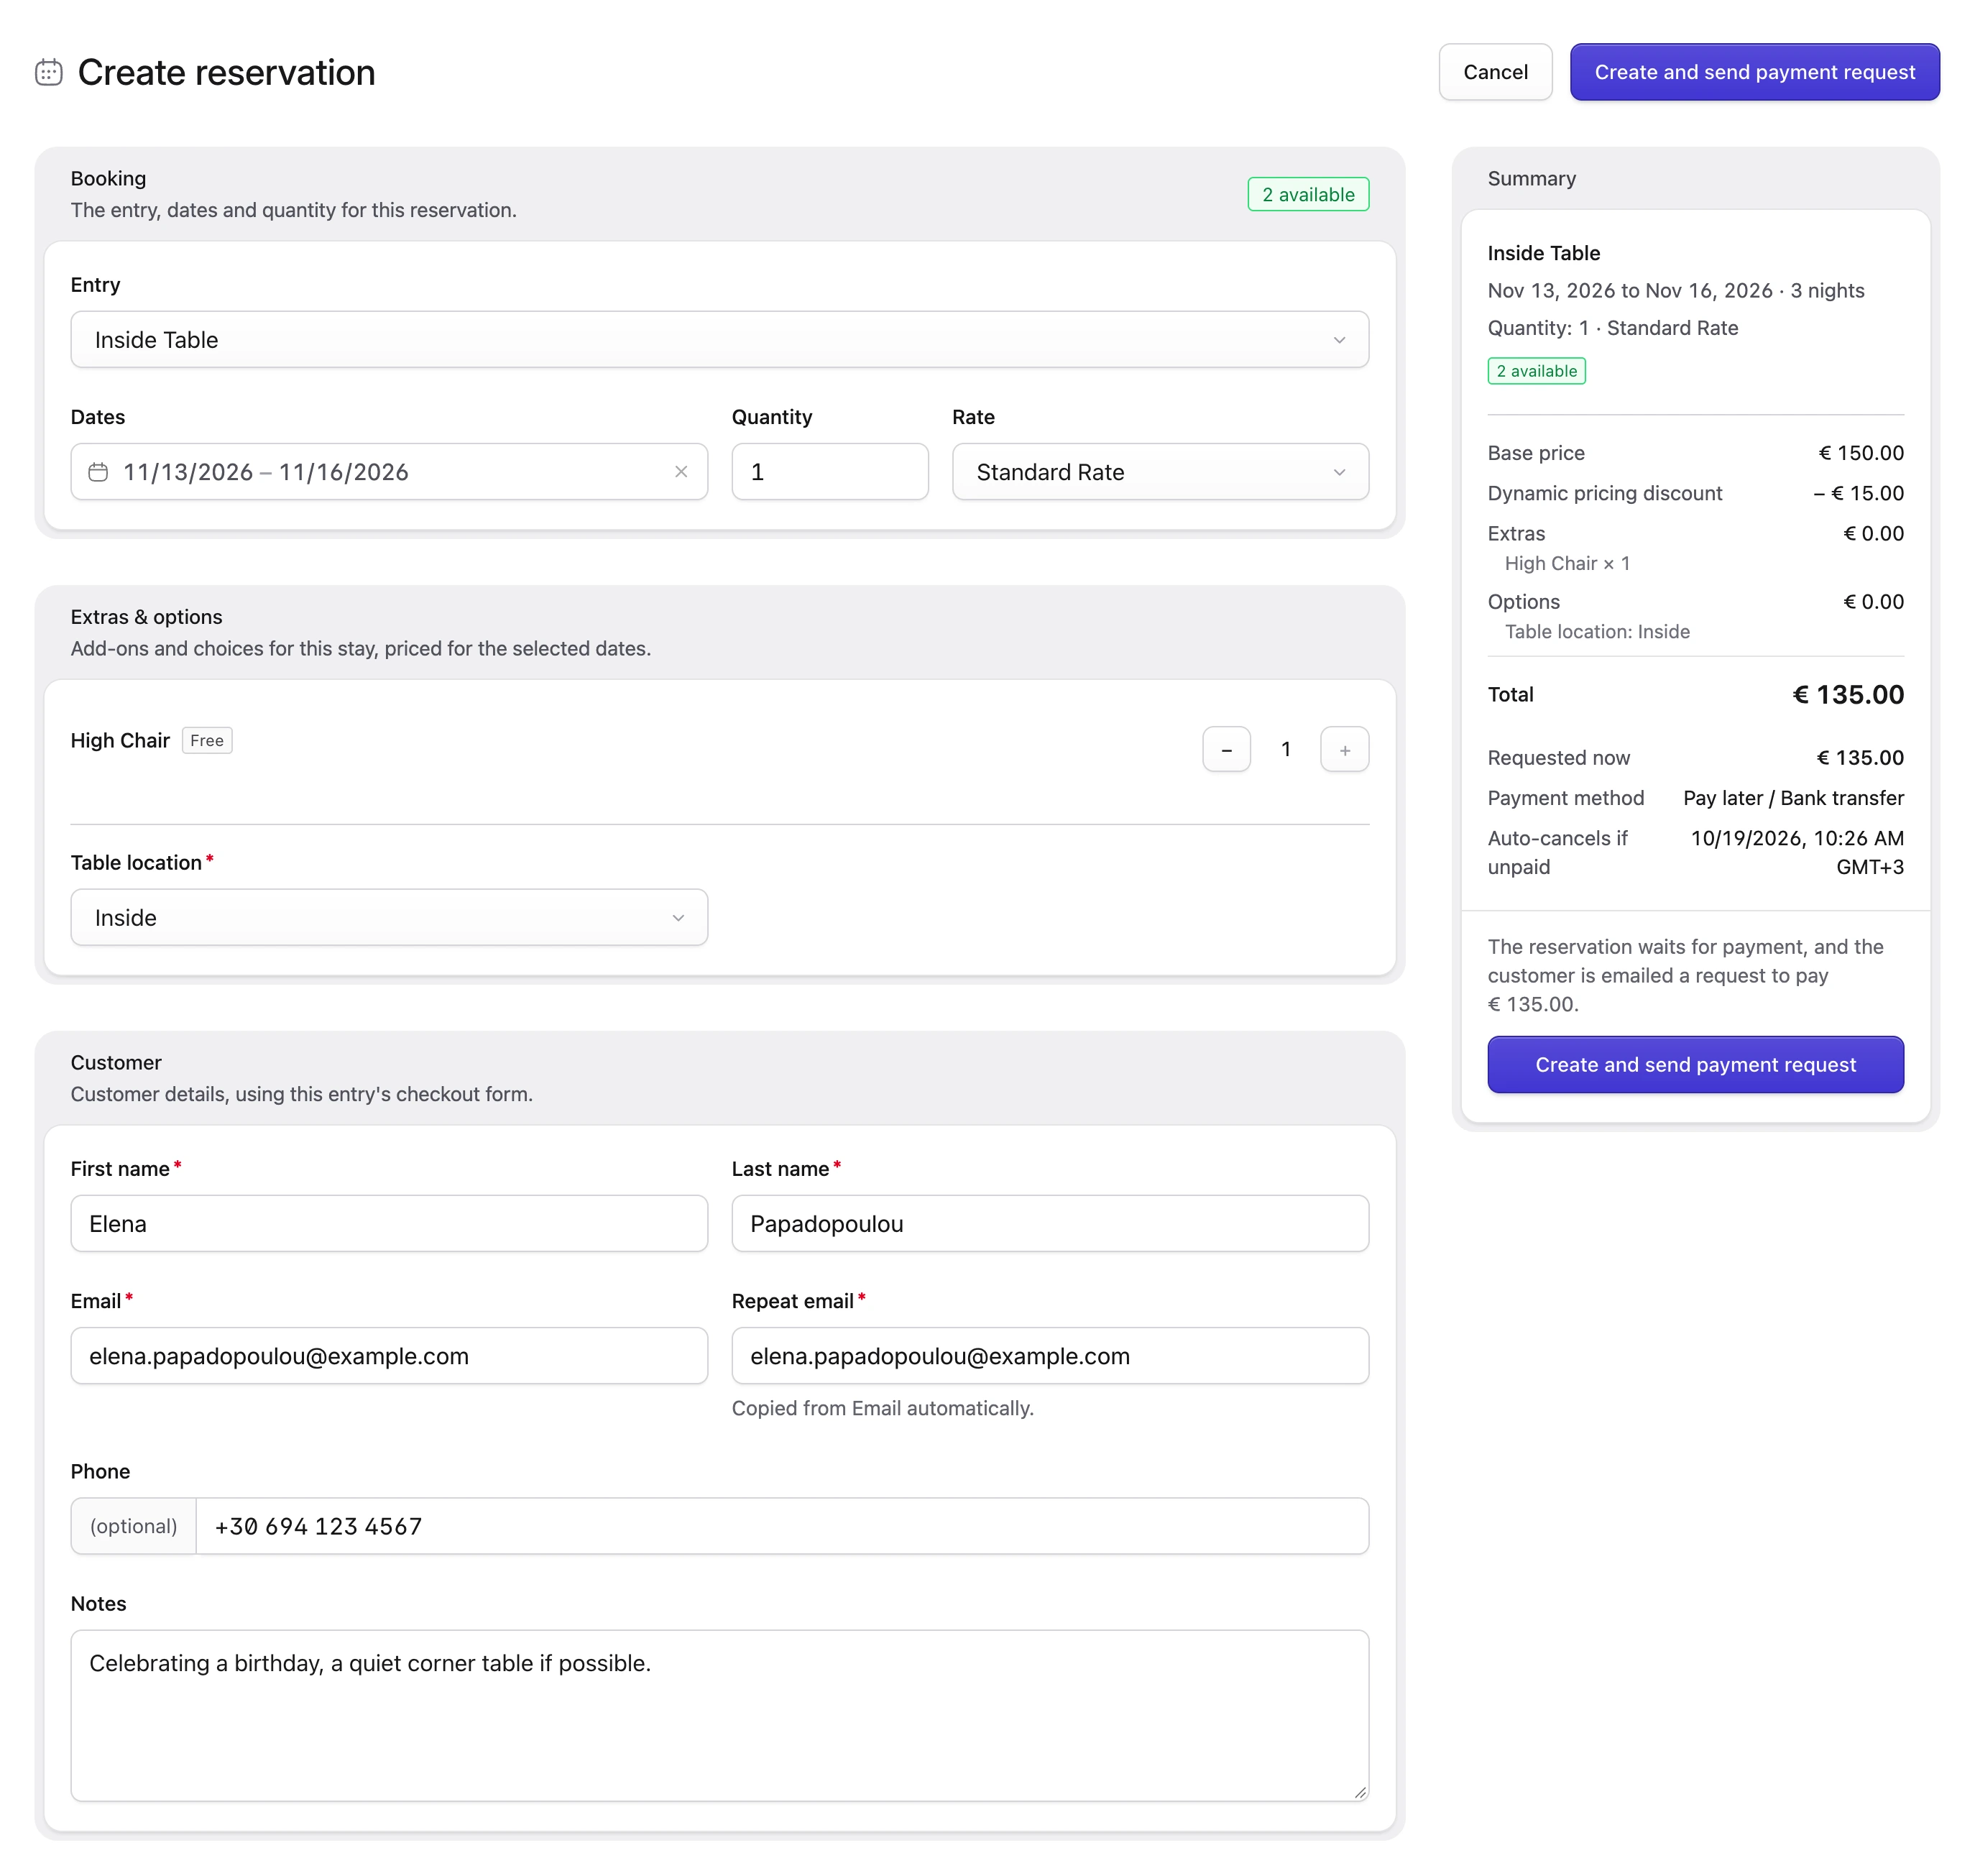 Create reservation
Cancel
Create and send payment request
Booking
The entry, dates and quantity for this reservation.
2 available
Entry
Inside Table
Dates
Quantity
Rate
11/13/2026 – 11/16/2026
1
Standard Rate
Extras & options
Add-ons and choices for this stay, priced for the selected dates.
High Chair
Free
–
1
+
Table location*
Inside
Customer
Customer details, using this entry's checkout form.
First name*
Last name*
Elena
Papadopoulou
Email*
Repeat email*
elena.papadopoulou@example.com
elena.papadopoulou@example.com
Copied from Email automatically.
Phone
(optional)
+30 694 123 4567
Notes
Celebrating a birthday, a quiet corner table if possible.
Summary
Inside Table
Nov 13, 2026 to Nov 16, 2026 · 3 nights
Quantity: 1 · Standard Rate
2 available
Base price € 150.00
Dynamic pricing discount – € 15.00
Extras € 0.00
High Chair × 1
Options € 0.00
Table location: Inside
Total € 135.00
Requested now € 135.00
Payment method Pay later / Bank transfer
Auto-cancels if 10/19/2026, 10:26 AM
unpaid GMT+3
The reservation waits for payment, and the
customer is emailed a request to pay
€ 135.00.
Create and send payment request